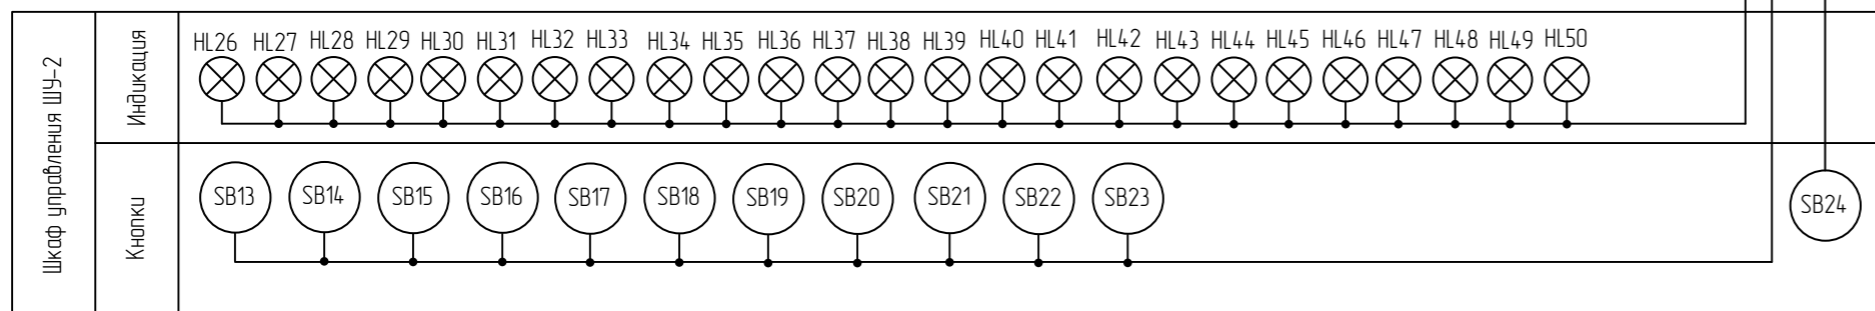 Шкаф управления ШУ-2
Индикация
HL26 HL27 HL28 HL29 HL30 HL31 HL32 HL33 HL34 HL35 HL36 HL37 HL38 HL39 HL40 HL41 HL42 HL43 HL44 HL45 HL46 HL47 HL48 HL49 HL50
Кнопки
SB13 SB14 SB15 SB16 SB17 SB18 SB19 SB20 SB21 SB22 SB23 SB24